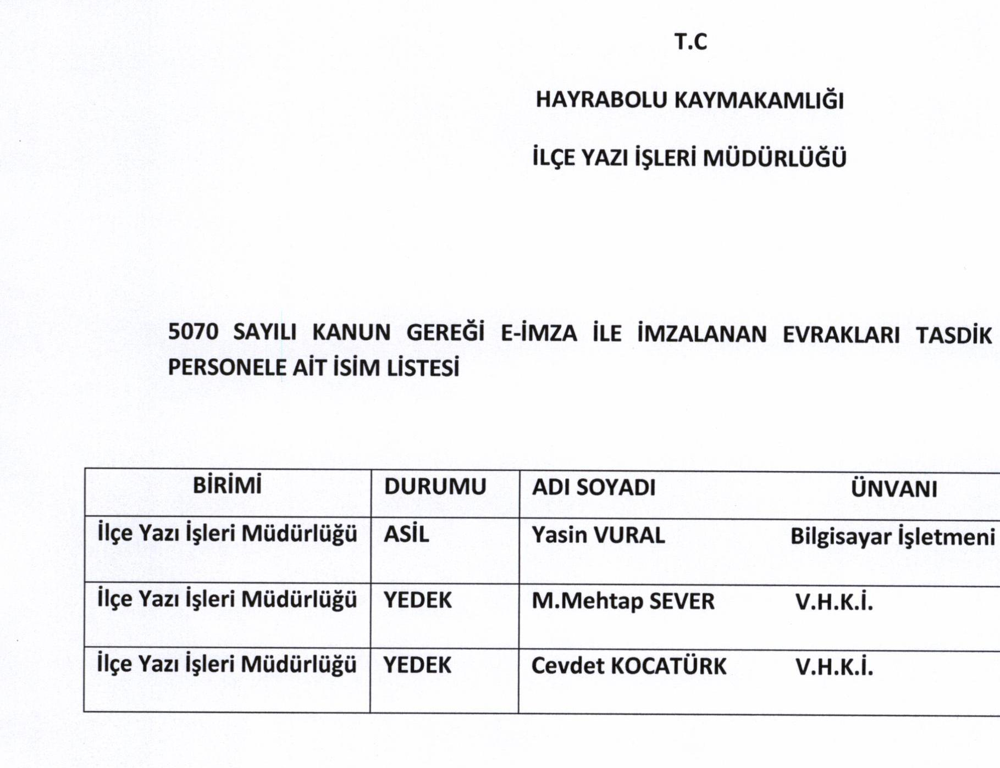 T.C
HAYRABOLU KAYMAKAMLIĞI
İLÇE YAZI İŞLERİ MÜDÜRLÜĞÜ
5070 SAYILI KANUN GEREĞİ E-İMZA İLE İMZALANAN EVRAKLARI TASDİK
PERSONELE AİT İSİM LİSTESİ
BİRİMİ DURUMU ADI SOYADI ÜNVANI
İlçe Yazı İşleri Müdürlüğü ASİL Yasin VURAL Bilgisayar İşletmeni
İlçe Yazı İşleri Müdürlüğü YEDEK M.Mehtap SEVER V.H.K.İ.
İlçe Yazı İşleri Müdürlüğü YEDEK Cevdet KOCATÜRK V.H.K.İ.